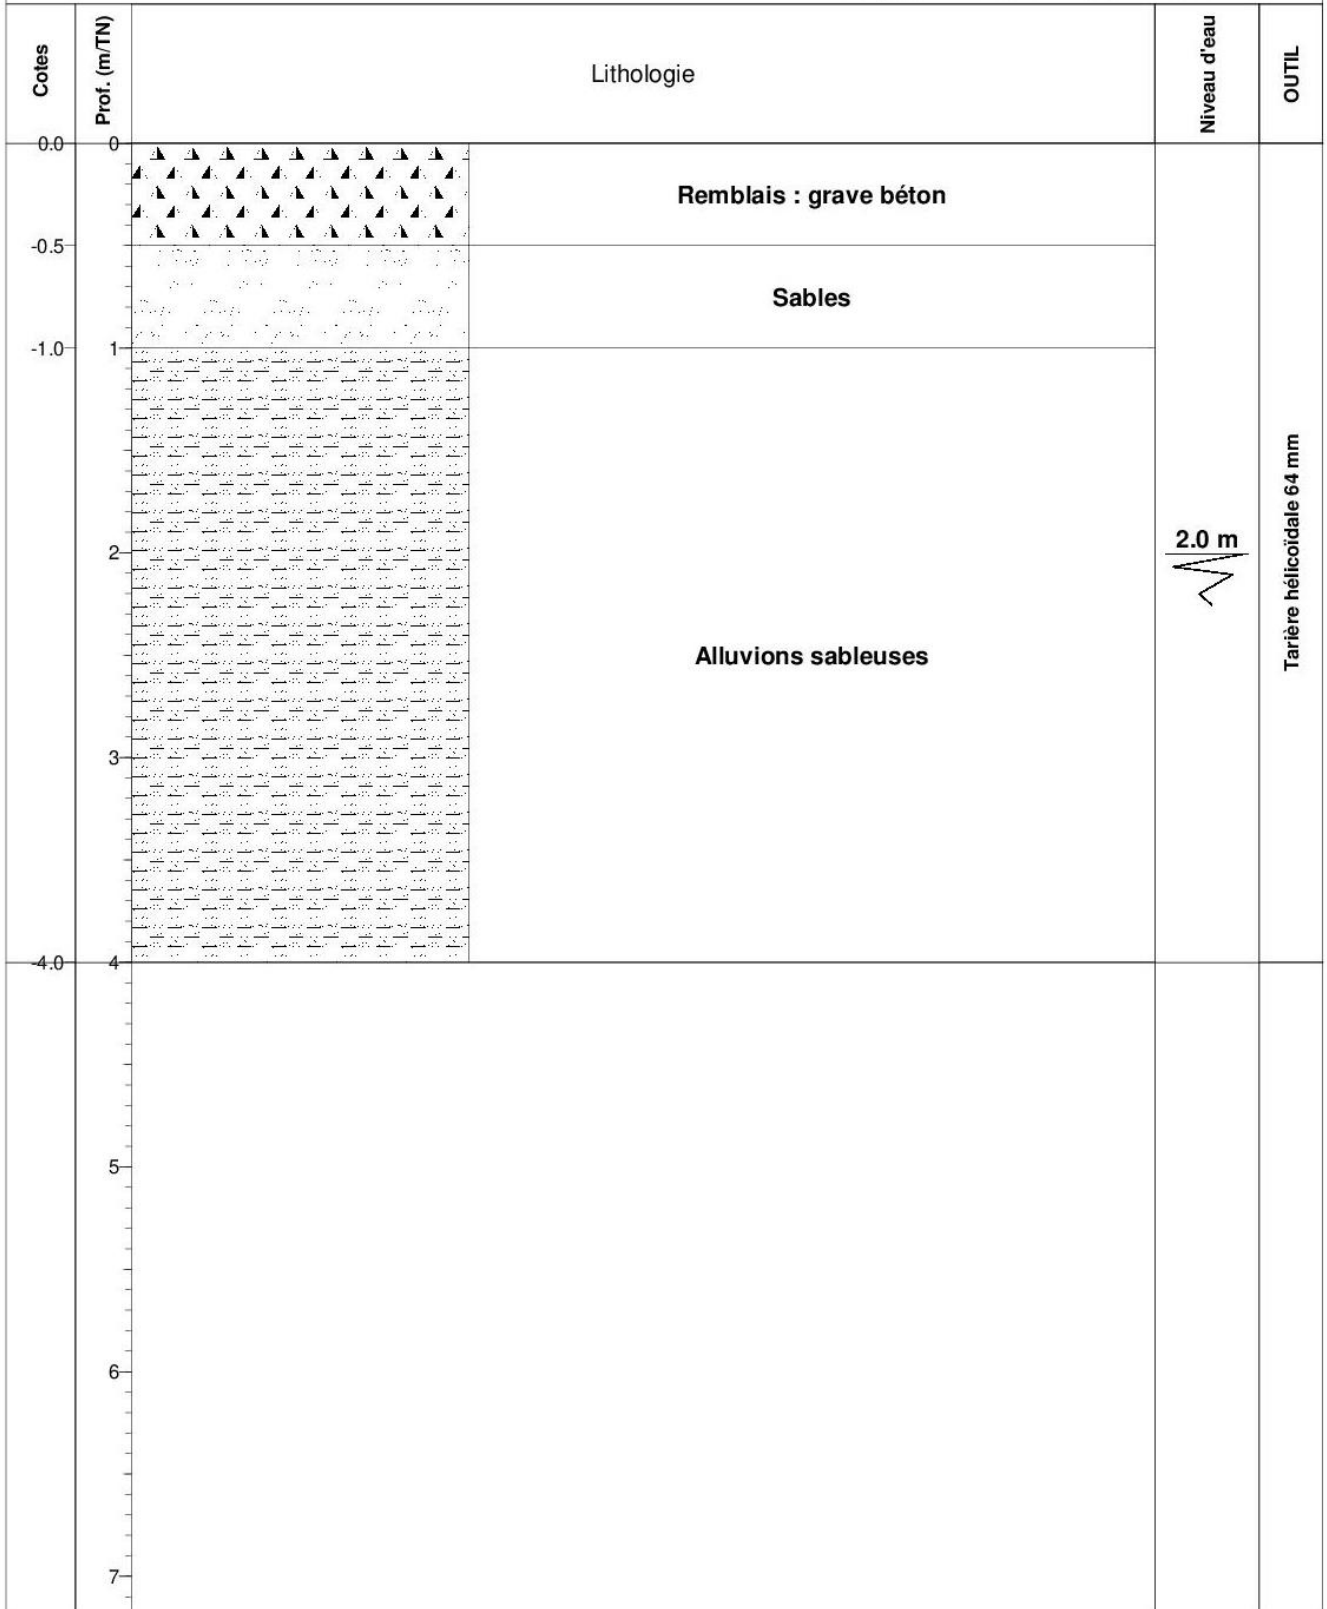 Cotes
Prof. (m/TN)
Lithologie
Niveau d'eau
OUTIL
0.0
0
Remblais : grave béton
-0.5
Sables
-1.0
1
2
2.0 m
Tarière hélicoïdale 64 mm
Alluvions sableuses
3
-4.0
4
5
6
7